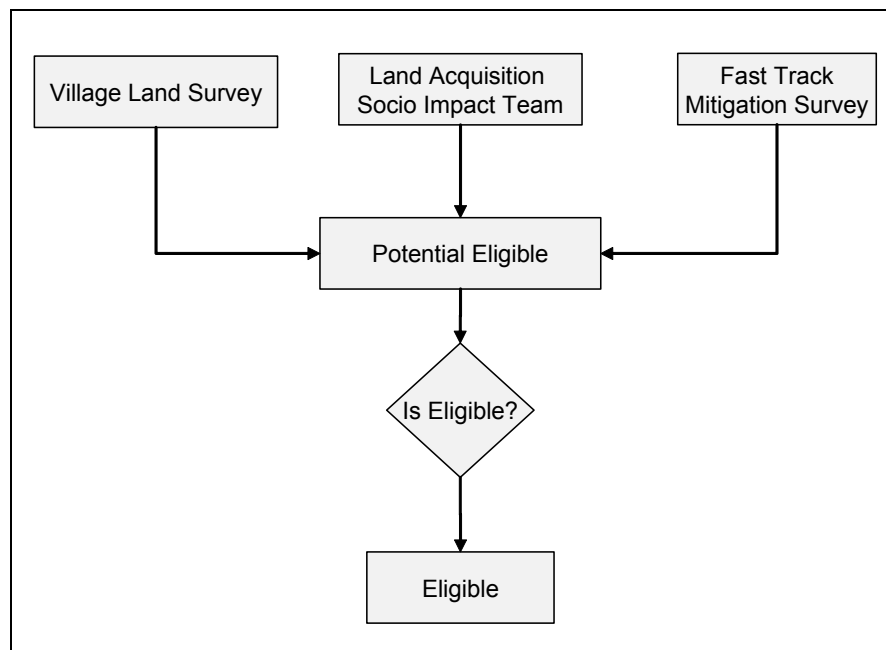 Village Land Survey
Land Acquisition
Socio Impact Team
Fast Track
Mitigation Survey
Potential Eligible
Is Eligible?
Eligible